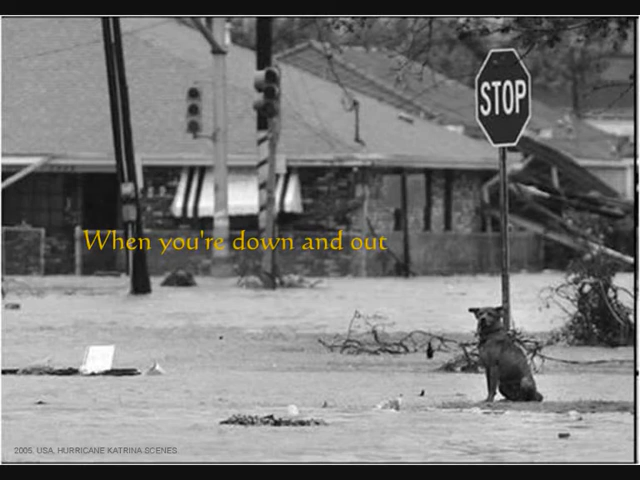 STOP
When you're down and out
2005. USA, HURRICANE KATRINA SCENES.